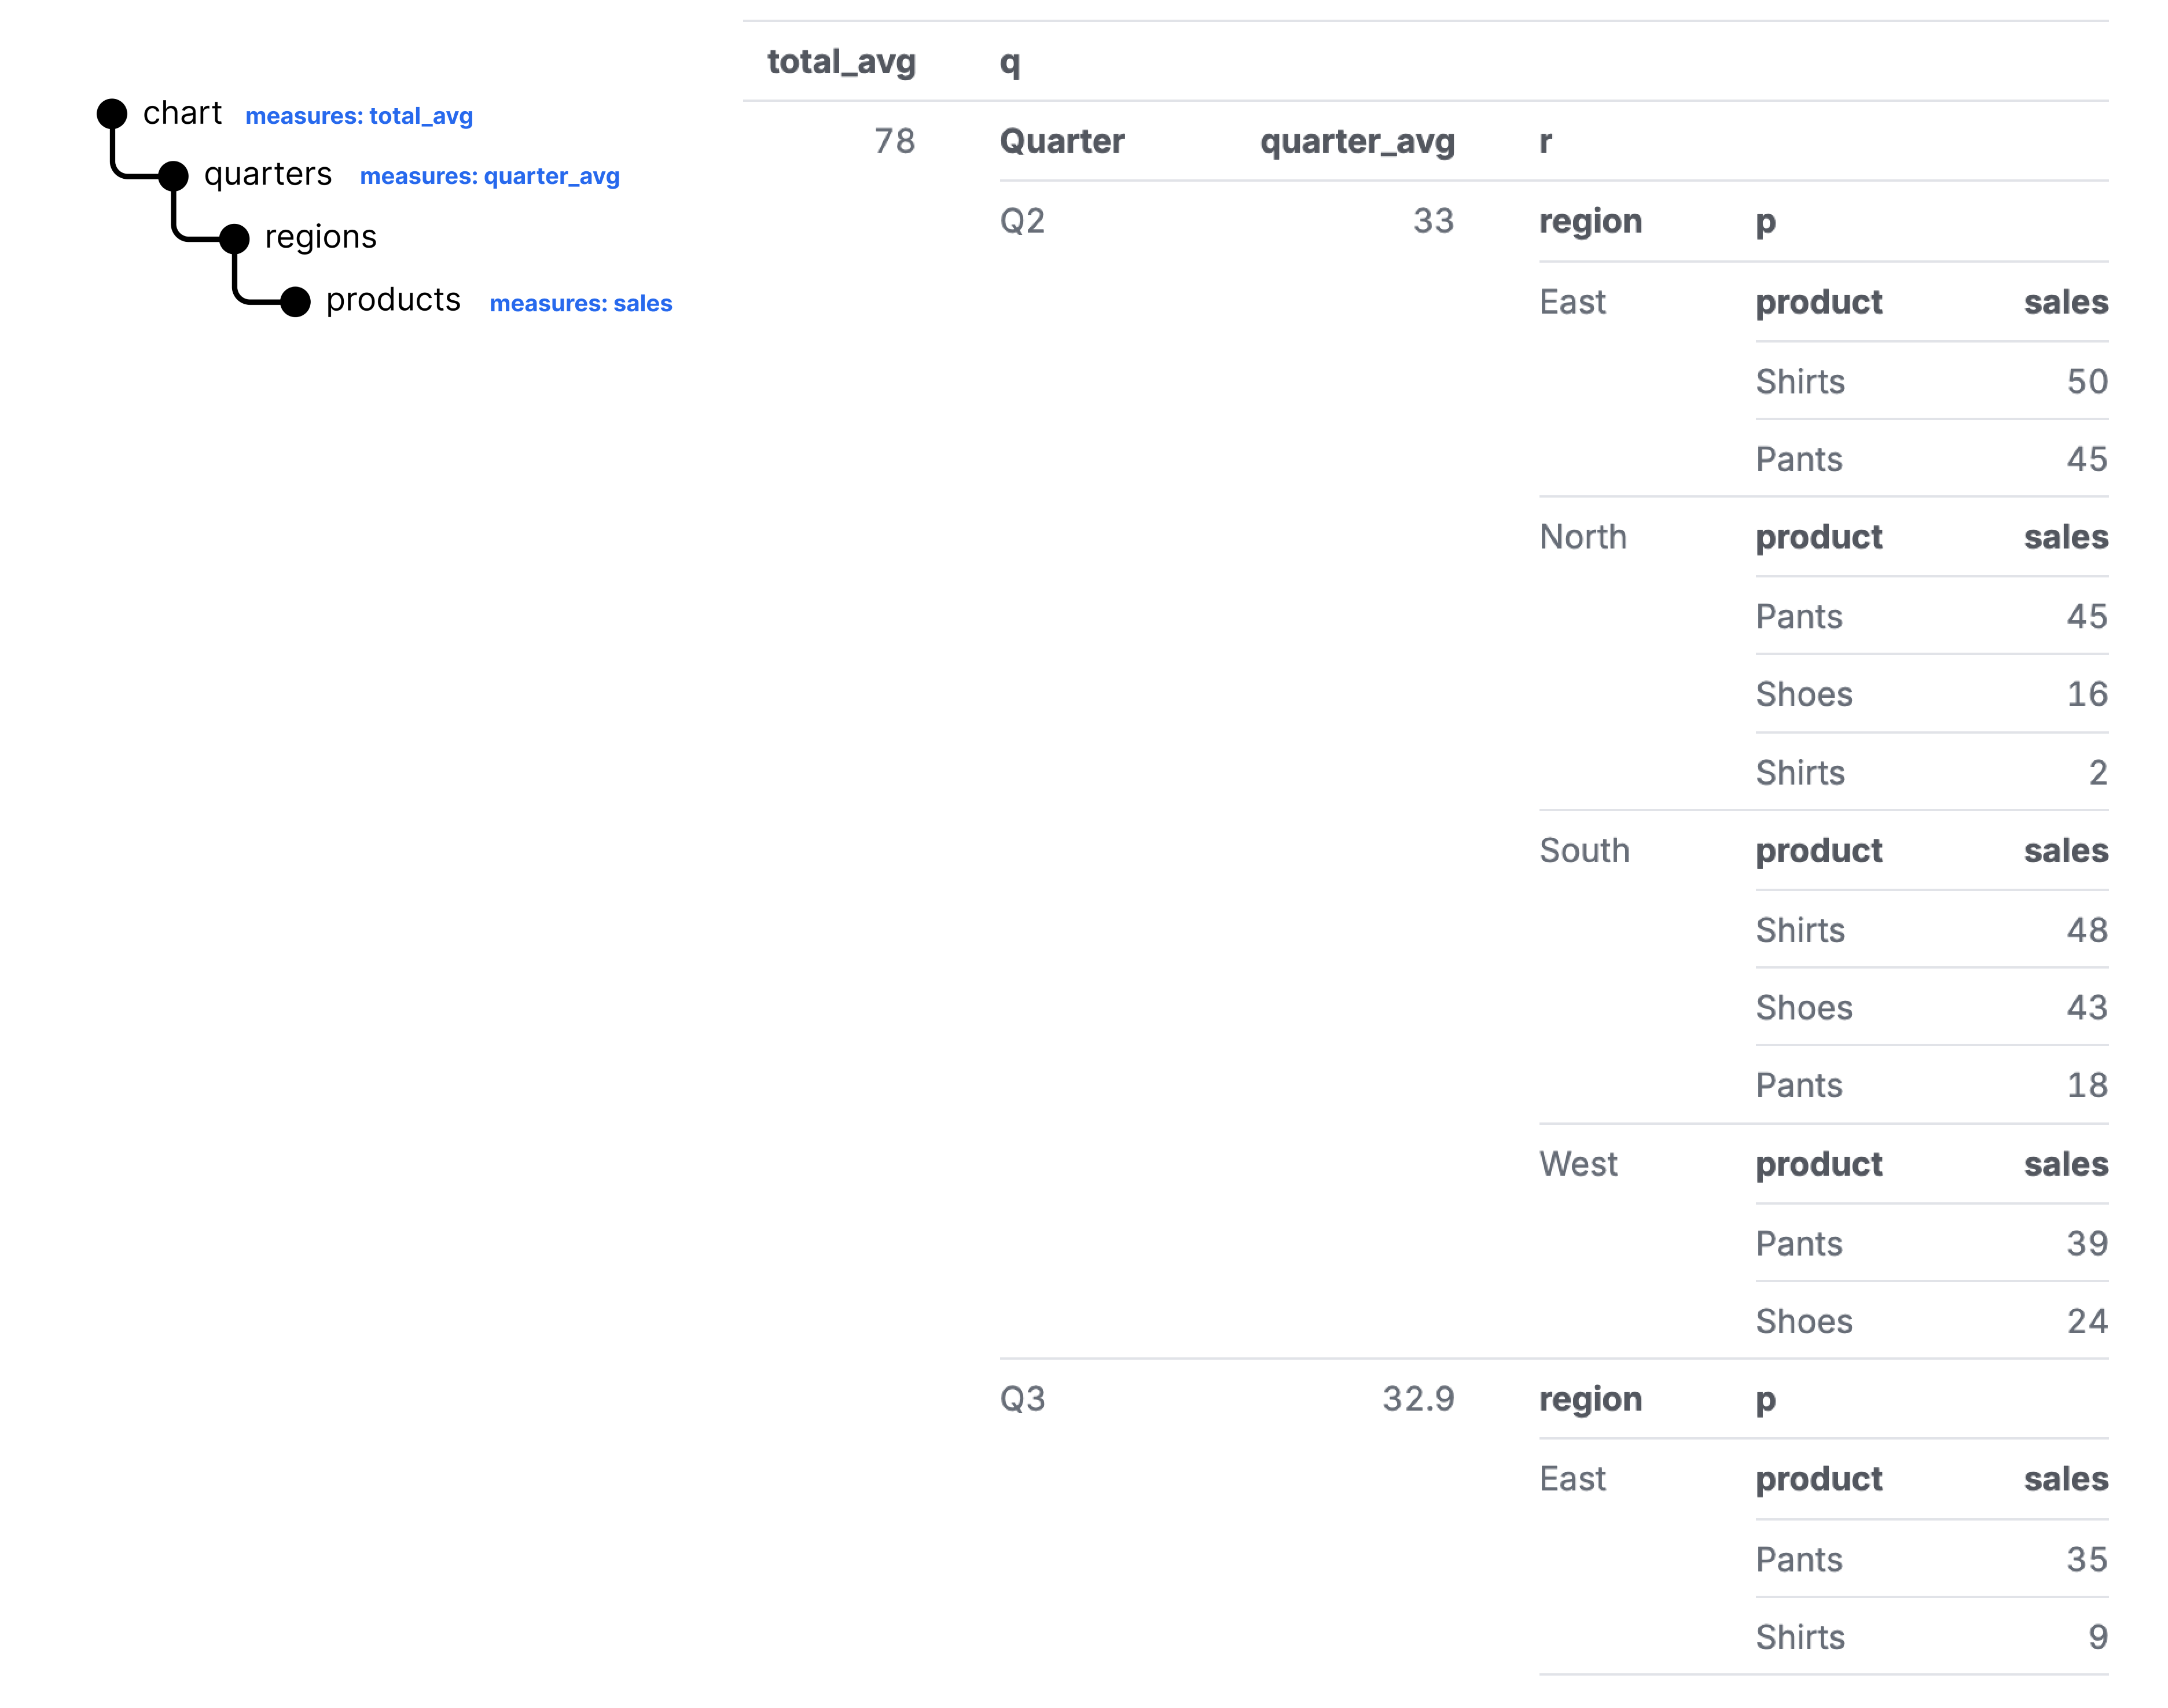 chart measures: total_avg
quarters measures: quarter_avg
regions
products measures: sales
total_avg q
78 Quarter quarter_avg r
Q2 33 region p
East product sales
Shirts 50
Pants 45
North product sales
Pants 45
Shoes 16
Shirts 2
South product sales
Shirts 48
Shoes 43
Pants 18
West product sales
Pants 39
Shoes 24
Q3 32.9 region p
East product sales
Pants 35
Shirts 9